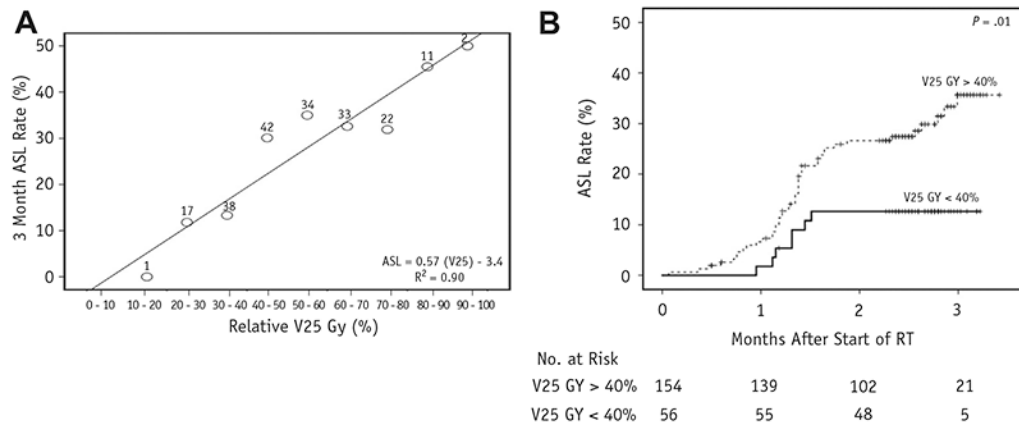 A
3 Month ASL Rate (%)
50
40
30
20
10
0
1
17
38
42
34
33
22
11
2
ASL = 0.57 (V25) - 3.4
R² = 0.90
0 - 10 10 - 20 20 - 30 30 - 40 40 - 50 50 - 60 60 - 70 70 - 80 80 - 90 90 - 100
Relative V25 Gy (%)
B
ASL Rate (%)
50
40
30
20
10
0
P = .01
V25 GY > 40%
V25 GY < 40%
0 1 2 3
Months After Start of RT
No. at Risk
V25 GY > 40% 154 139 102 21
V25 GY < 40% 56 55 48 5